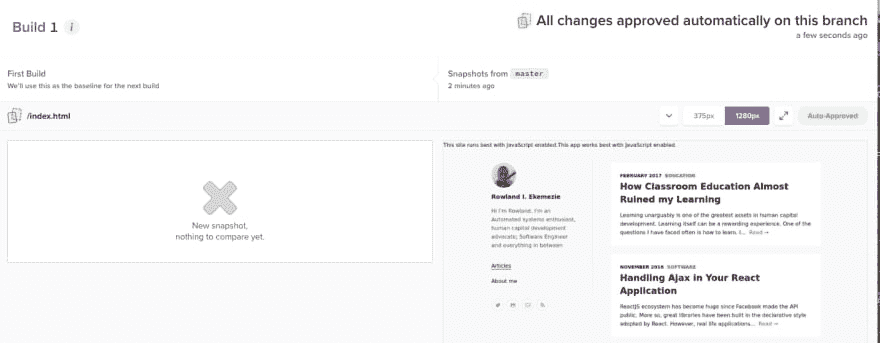 Build 1 i
All changes approved automatically on this branch
a few seconds ago
First Build
We'll use this as the baseline for the next build
Snapshots from master
2 minutes ago
/index.html
375px
1280px
Auto-Approved
New snapshot,
nothing to compare yet.
This site runs best with JavaScript enabled.This app works best with JavaScript enabled.
Rowland I. Ekemezie
Hi I'm Rowland. I'm an
Automated systems enthusiast,
human capital development
advocate; Software Engineer
and everything in between
Articles
About me
FEBRUARY 2017 EDUCATION
How Classroom Education Almost
Ruined my Learning
Learning unarguably is one of the greatest assets in human capital
development. Learning itself can be a rewarding experience. One of the
questions I have faced often is how to learn. I... Read →
NOVEMBER 2016 SOFTWARE
Handling Ajax in Your React
Application
ReactJS ecosystem has become huge since Facebook made the API
public. More so, great libraries have been built in the declarative style
adopted by React. However, real life applications... Read →